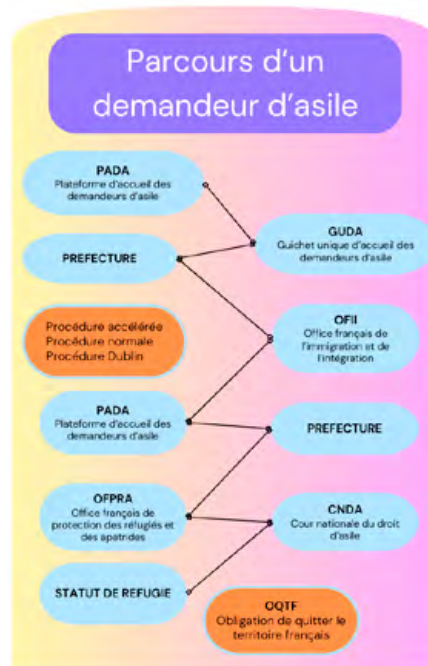 Parcours d'un
demandeur d'asile
PADA
Plateforme d'accueil des
demandeurs d'asile
GUDA
Guichet unique d'accueil des
demandeurs d'asile
PREFECTURE
Procédure accélérée
Procédure normale
Procédure Dublin
OFII
Office français de
l'immigration et de
l'intégration
PADA
Plateforme d'accueil des
demandeurs d'asile
PREFECTURE
OFPRA
Office français de
protection des réfugiés et
des apatrides
CNDA
Cour nationale du droit
d'asile
STATUT DE REFUGIE
OQTF
Obligation de quitter le
territoire français